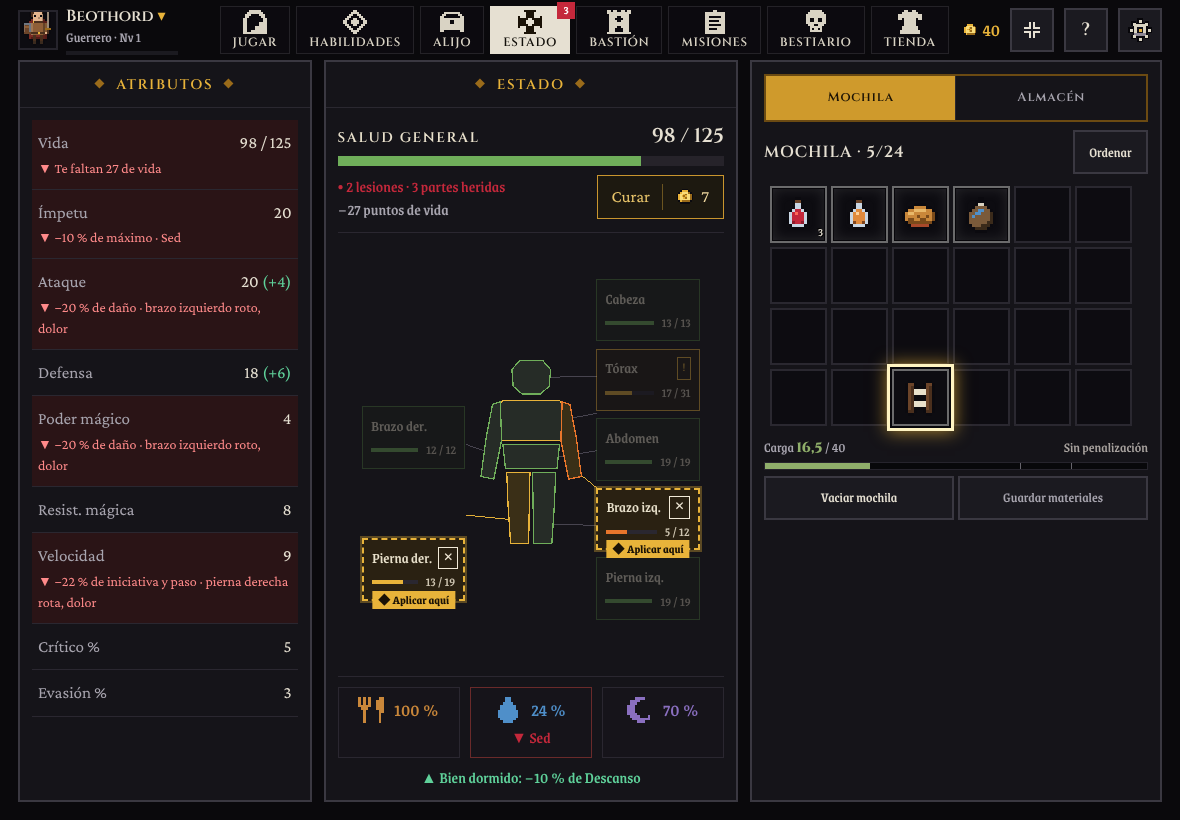 Beothord ▼
Guerrero · Nv 1
JUGAR
HABILIDADES
ALIJO
ESTADO
3
BASTIÓN
MISIONES
BESTIARIO
TIENDA
40
?
ATRIBUTOS
Vida 98 / 125
▼ Te faltan 27 de vida
Ímpetu 20
▼ −10 % de máximo · Sed
Ataque 20 (+4)
▼ −20 % de daño · brazo izquierdo roto,
dolor
Defensa 18 (+6)
Poder mágico 4
▼ −20 % de daño · brazo izquierdo roto,
dolor
Resist. mágica 8
Velocidad 9
▼ −22 % de iniciativa y paso · pierna derecha
rota, dolor
Crítico % 5
Evasión % 3
ESTADO
SALUD GENERAL 98 / 125
• 2 lesiones · 3 partes heridas
−27 puntos de vida
Curar 7
Cabeza
13 / 13
Tórax !
17 / 31
Brazo der.
12 / 12
Abdomen
19 / 19
Brazo izq. ✕
5 / 12
◆ Aplicar aquí
Pierna der. ✕
13 / 19
◆ Aplicar aquí
Pierna izq.
19 / 19
100 %
24 %
▼ Sed
70 %
▲ Bien dormido: −10 % de Descanso
Mochila
Almacén
MOCHILA · 5/24
Ordenar
3
Carga 16,5 / 40
Sin penalización
Vaciar mochila
Guardar materiales